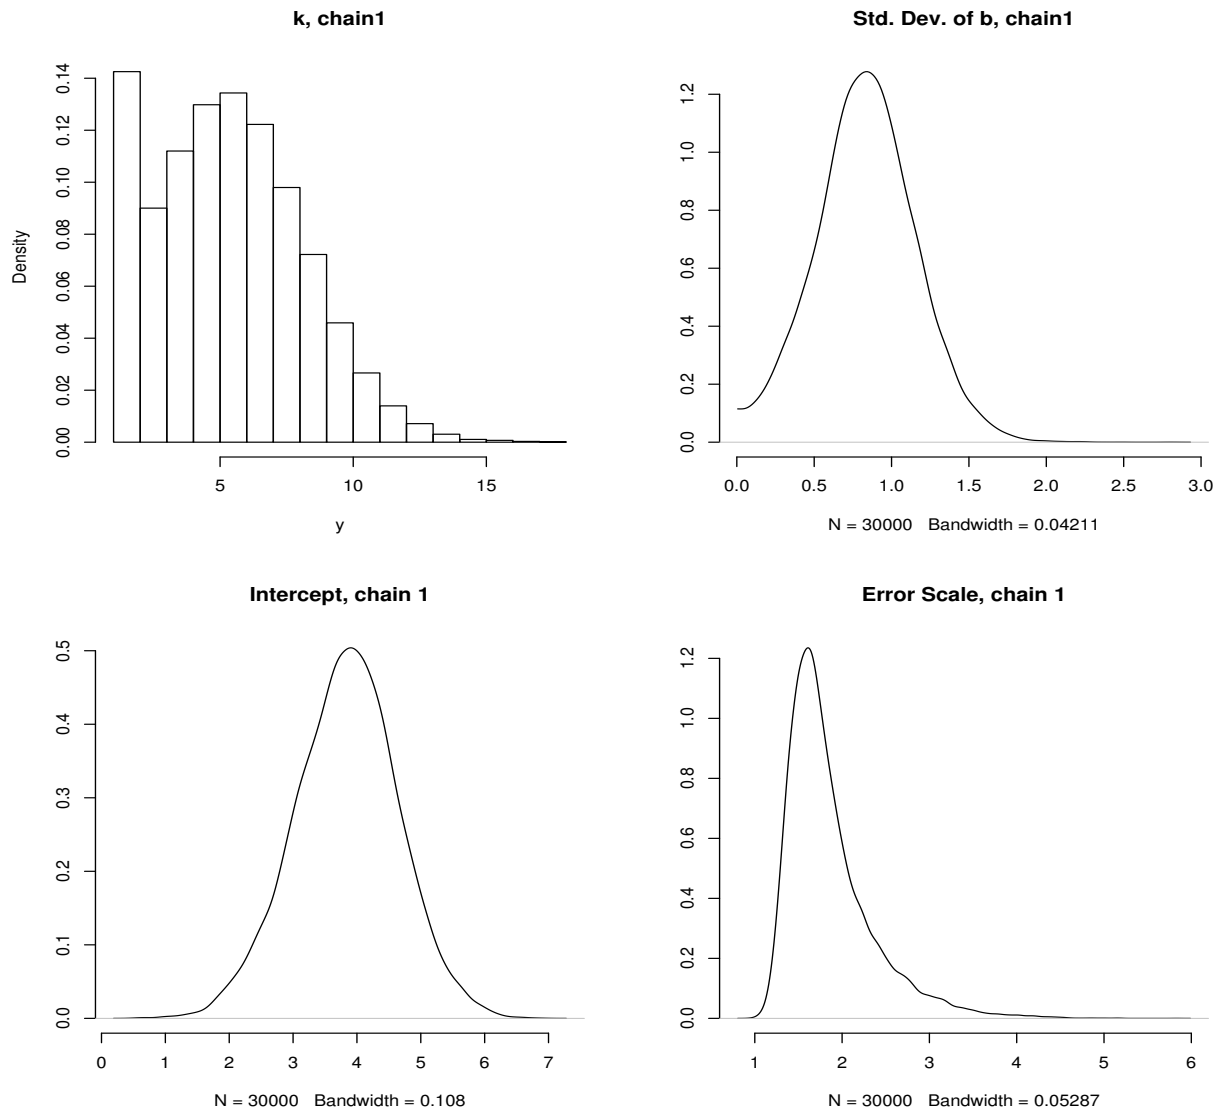 k, chain1
Density
0.00 0.02 0.04 0.06 0.08 0.10 0.12 0.14
5 10 15
y
Std. Dev. of b, chain1
0.0 0.2 0.4 0.6 0.8 1.0 1.2
0.0 0.5 1.0 1.5 2.0 2.5 3.0
N = 30000 Bandwidth = 0.04211
Intercept, chain 1
0.0 0.1 0.2 0.3 0.4 0.5
0 1 2 3 4 5 6 7
N = 30000 Bandwidth = 0.108
Error Scale, chain 1
0.0 0.2 0.4 0.6 0.8 1.0 1.2
1 2 3 4 5 6
N = 30000 Bandwidth = 0.05287